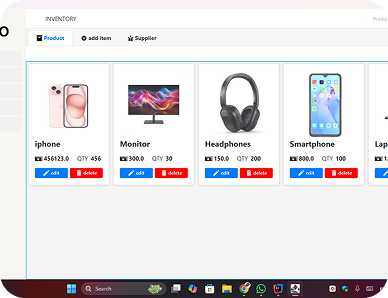 INVENTORY
Produ
Product
add item
Supplier
iphone
Monitor
Headphones
Smartphone
Lap
456123.0 QTY 456
300.0 QTY 30
150.0 QTY 200
800.0 QTY 100
edit
delete
edit
delete
edit
delete
edit
delete
Search